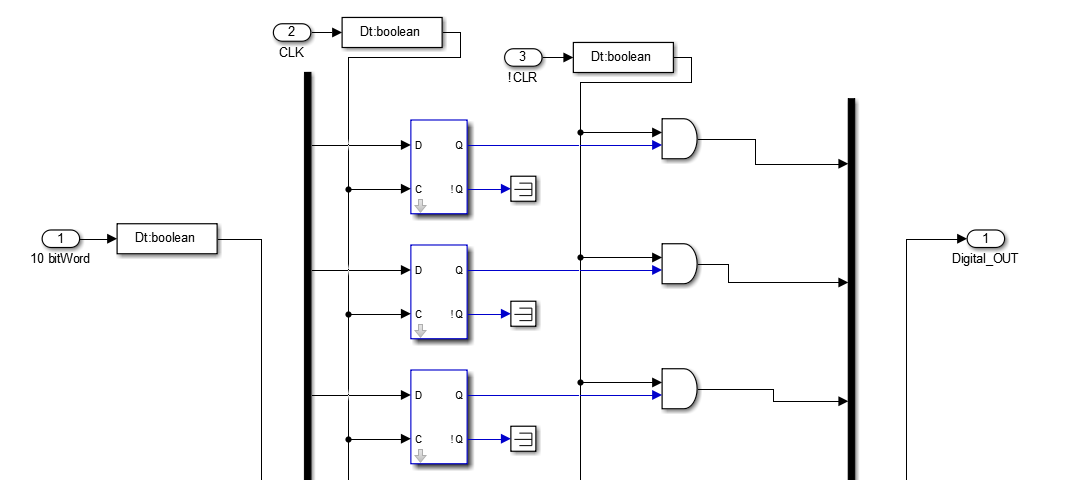 2
CLK
Dt:boolean
3
!CLR
Dt:boolean
D
Q
C
!Q
1
10 bitWord
Dt:boolean
D
Q
C
!Q
1
Digital_OUT
D
Q
C
!Q